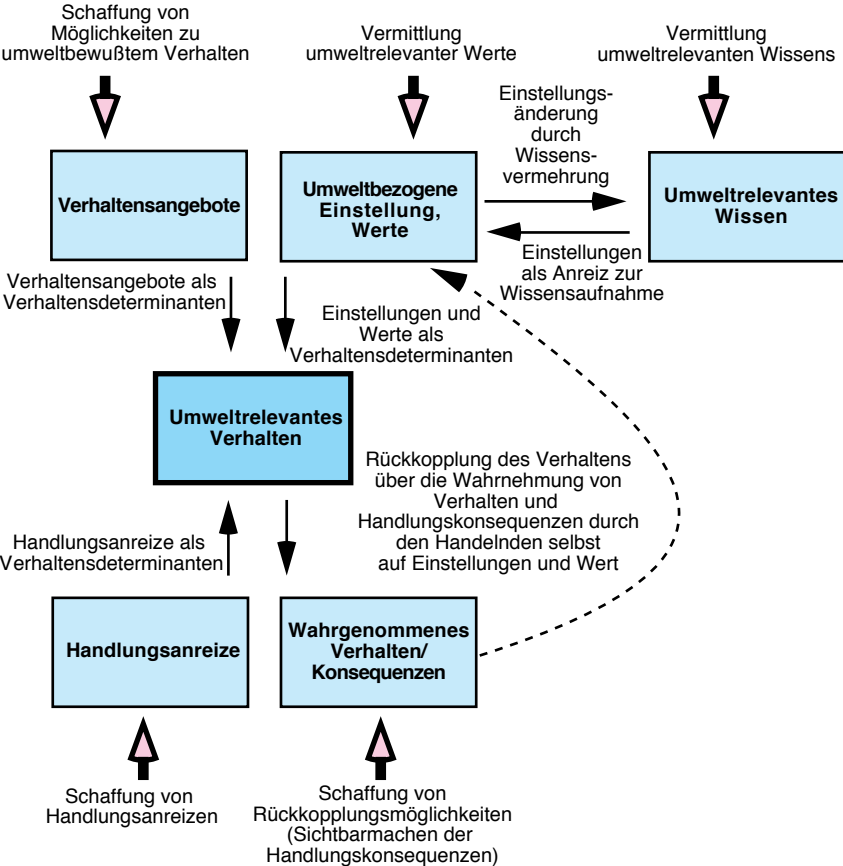 Schaffung von
Möglichkeiten zu
umweltbewußtem Verhalten
Vermittlung
umweltrelevanter Werte
Vermittlung
umweltrelevanten Wissens
Einstellungs-
änderung
durch
Wissens-
vermehrung
Verhaltensangebote
Umweltbezogene
Einstellung,
Werte
Umweltrelevantes
Wissen
Einstellungen
als Anreiz zur
Wissensaufnahme
Verhaltensangebote als
Verhaltensdeterminanten
Einstellungen und
Werte als
Verhaltensdeterminanten
Umweltrelevantes
Verhalten
Rückkopplung des Verhaltens
über die Wahrnehmung von
Verhalten und
Handlungskonsequenzen durch
den Handelnden selbst
auf Einstellungen und Wert
Handlungsanreize als
Verhaltensdeterminanten
Handlungsanreize
Wahrgenommenes
Verhalten/
Konsequenzen
Schaffung von
Handlungsanreizen
Schaffung von
Rückkopplungsmöglichkeiten
(Sichtbarmachen der
Handlungskonsequenzen)